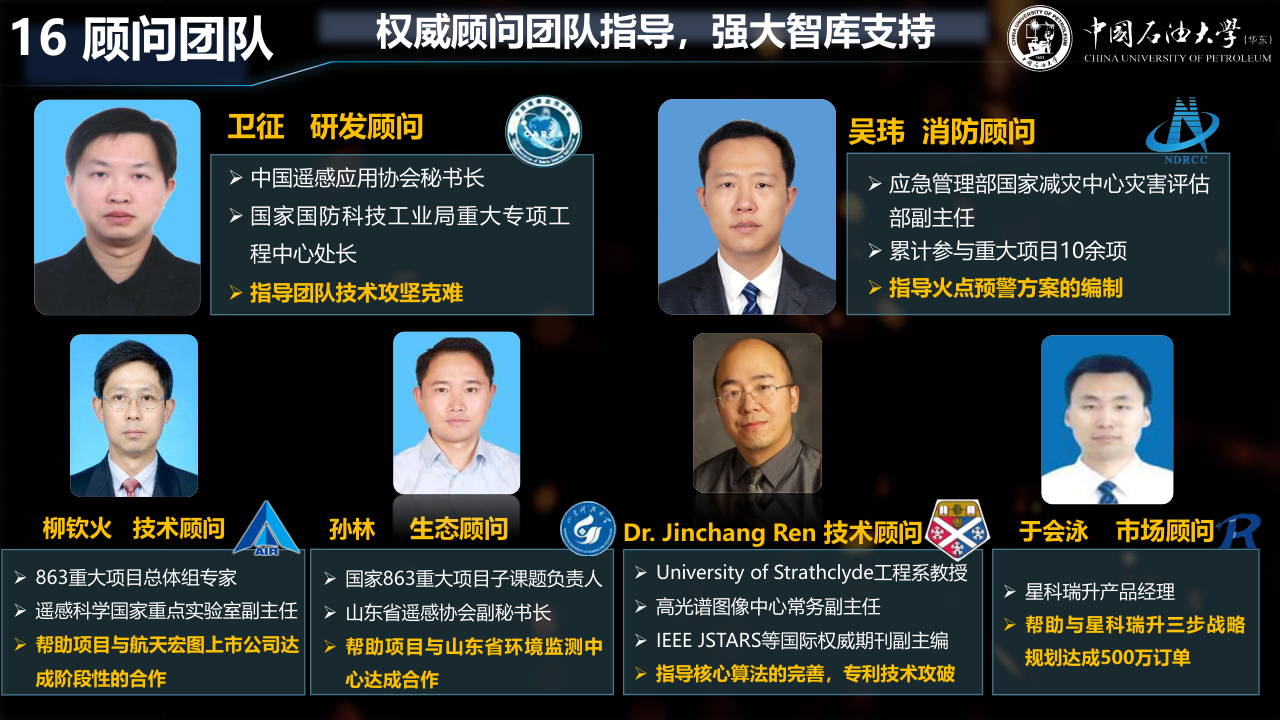 16 顾问团队
权威顾问团队指导，强大智库支持
中国石油大学(华东)
CHINA UNIVERSITY OF PETROLEUM
卫征 研发顾问
中国遥感应用协会秘书长
国家国防科技工业局重大专项工
程中心处长
指导团队技术攻坚克难
吴玮 消防顾问
NDRCC
应急管理部国家减灾中心灾害评估
部副主任
累计参与重大项目10余项
指导火点预警方案的编制
柳钦火 技术顾问
AIR
863重大项目总体组专家
遥感科学国家重点实验室副主任
帮助项目与航天宏图上市公司达
成阶段性的合作
孙林 生态顾问
国家863重大项目子课题负责人
山东省遥感协会副秘书长
帮助项目与山东省环境监测中
心达成合作
Dr. Jinchang Ren 技术顾问
University of Strathclyde工程系教授
高光谱图像中心常务副主任
IEEE JSTARS等国际权威期刊副主编
指导核心算法的完善，专利技术攻破
于会泳 市场顾问
星科瑞升产品经理
帮助与星科瑞升三步战略
规划达成500万订单